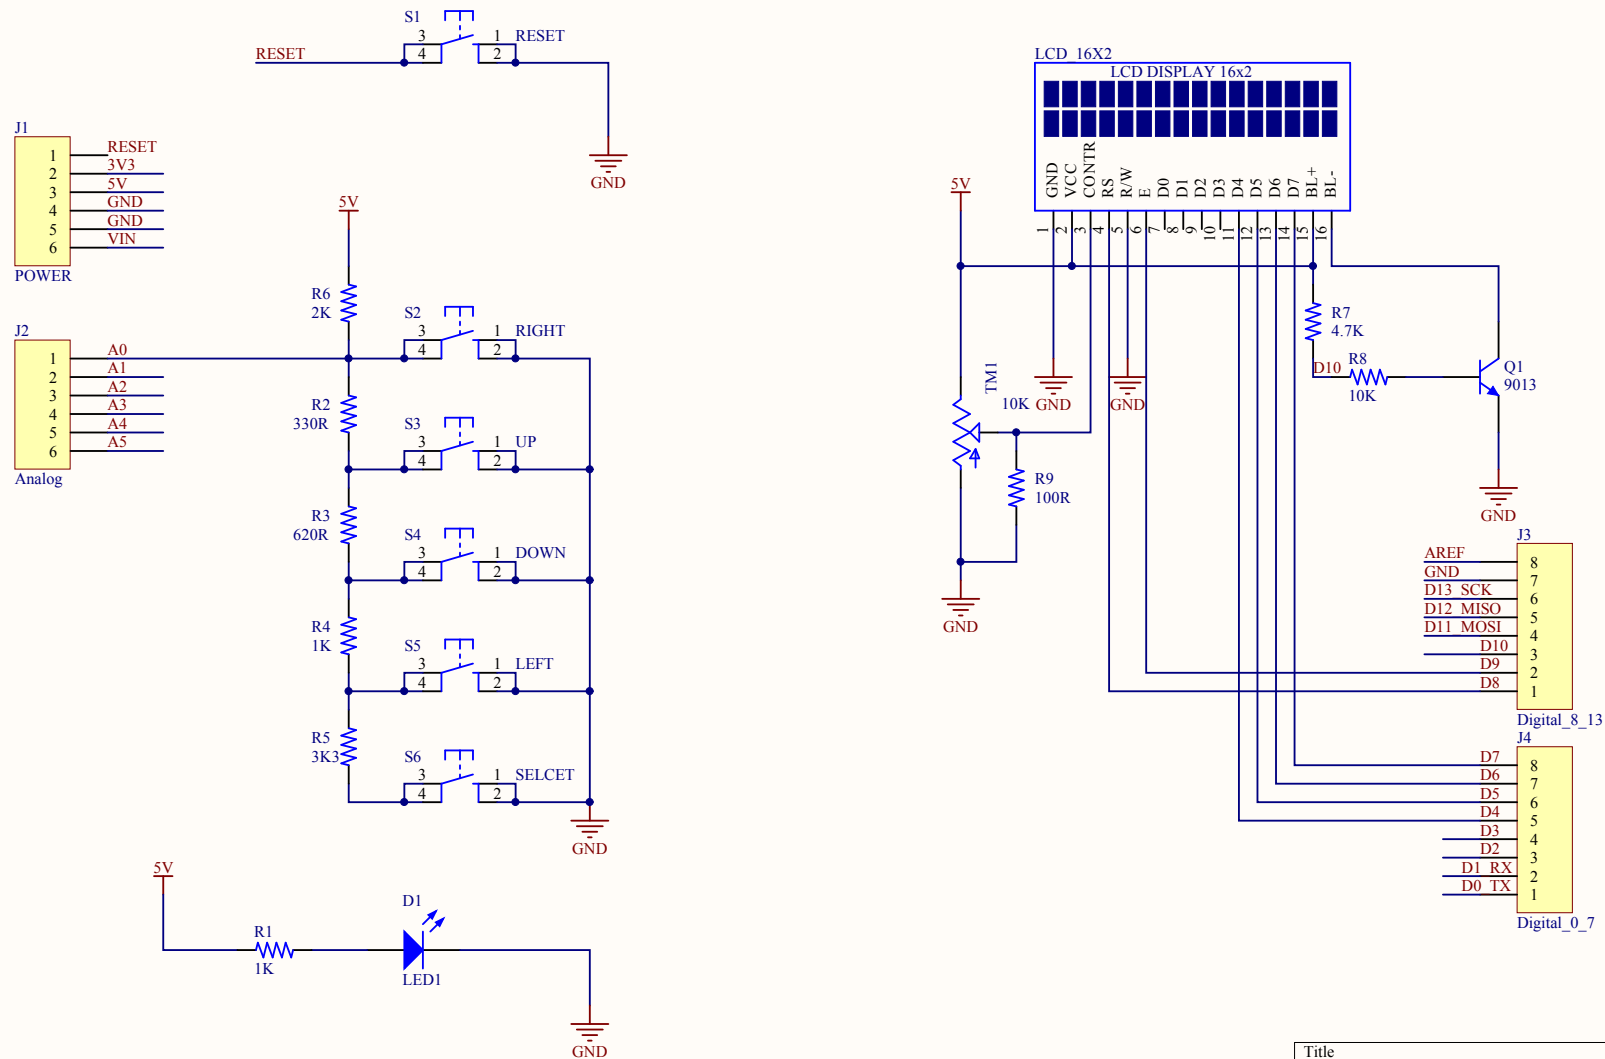 S1
3
4
1
2
RESET
RESET
GND
J1
1
2
3
4
5
6
RESET
3V3
5V
GND
GND
VIN
POWER
J2
1
2
3
4
5
6
A0
A1
A2
A3
A4
A5
Analog
5V
R6
2K
S2
3
4
1
2
RIGHT
R2
330R
S3
3
4
1
2
UP
R3
620R
S4
3
4
1
2
DOWN
R4
1K
S5
3
4
1
2
LEFT
R5
3K3
S6
3
4
1
2
SELCET
GND
5V
R1
1K
D1
LED1
GND
LCD_16X2
LCD DISPLAY 16x2
GND
VCC
CONTR
RS
R/W
E
D0
D1
D2
D3
D4
D5
D6
D7
BL+
BL-
1
2
3
4
5
6
7
8
9
10
11
12
13
14
15
16
5V
TM1
10K
GND
GND
R9
100R
GND
R7
4.7K
D10
R8
10K
Q1
9013
GND
J3
AREF
GND
D13_SCK
D12_MISO
D11_MOSI
D10
D9
D8
8
7
6
5
4
3
2
1
Digital_8_13
J4
D7
D6
D5
D4
D3
D2
D1_RX
D0_TX
8
7
6
5
4
3
2
1
Digital_0_7
Title